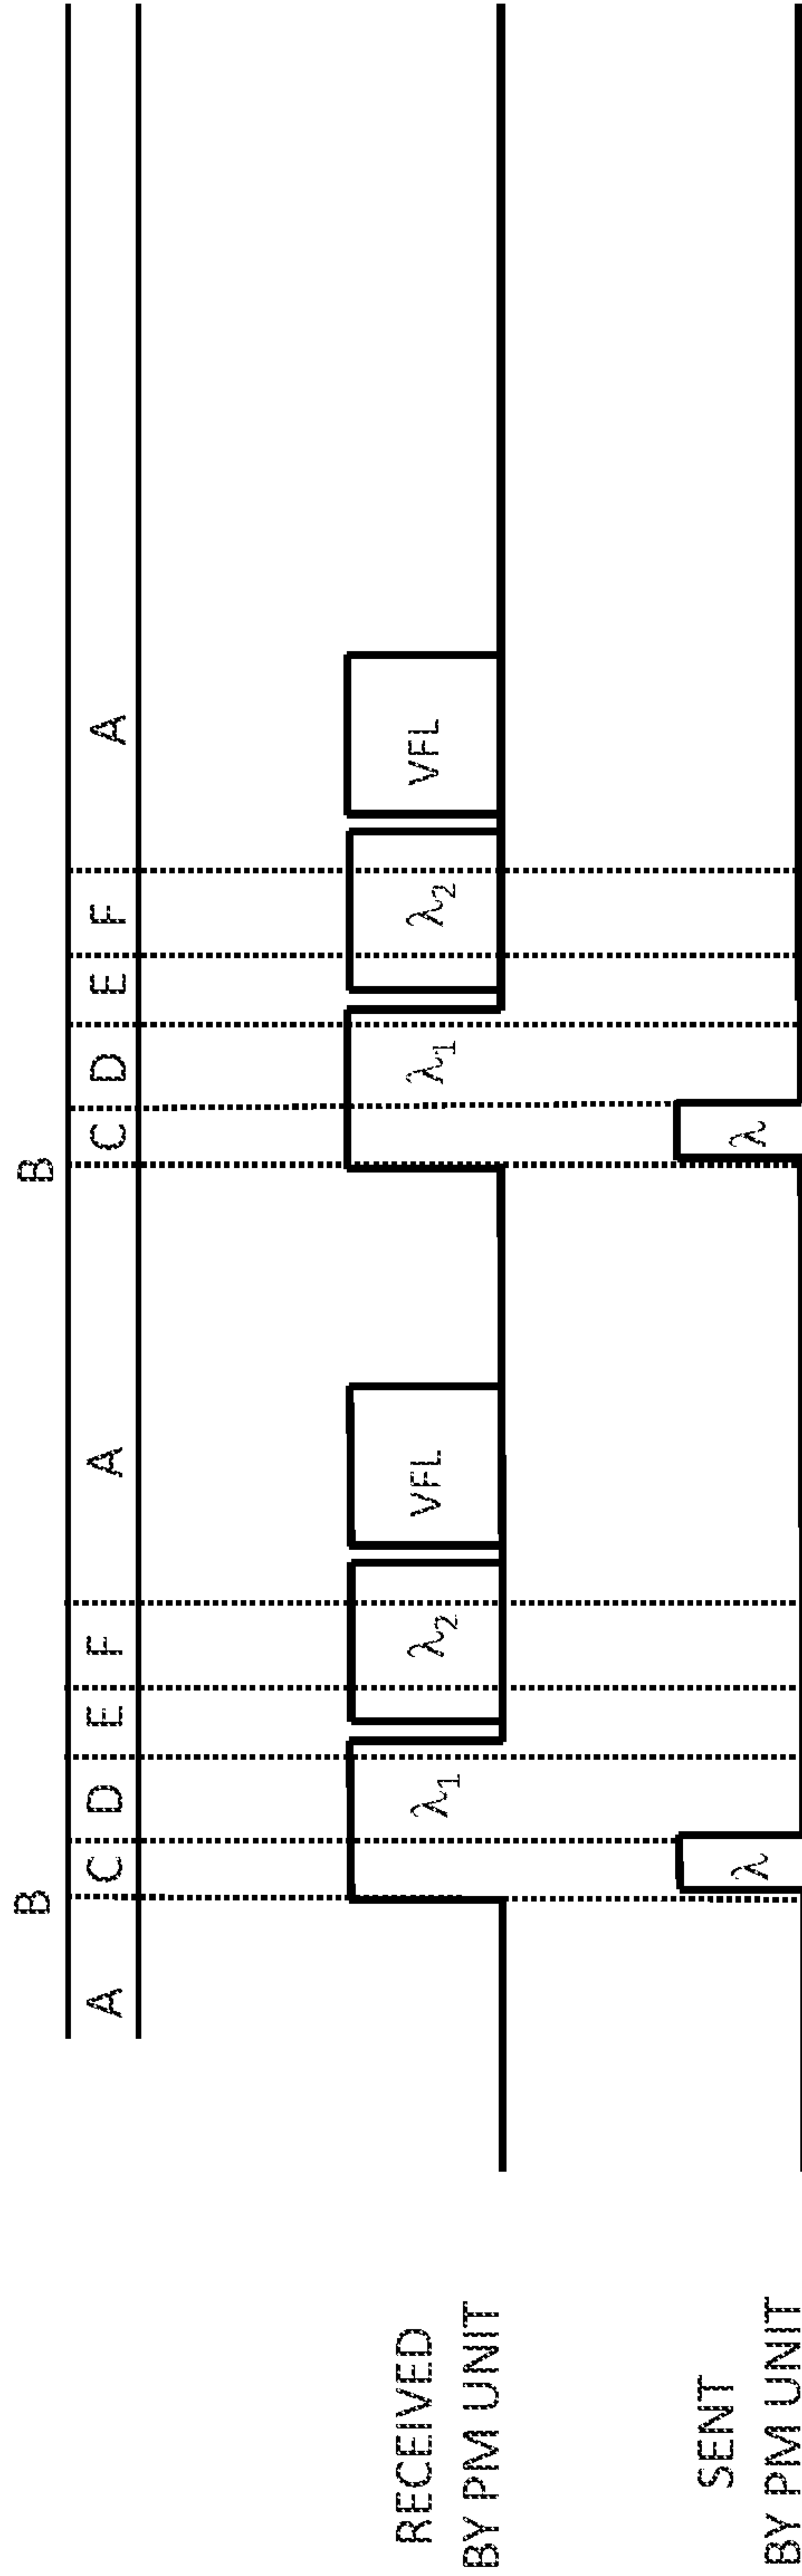 B B
A C D E F A C D E F A
RECEIVED
BY PM UNIT
λ1 λ2 VFL λ1 λ2 VFL
SENT
BY PM UNIT
λ λ